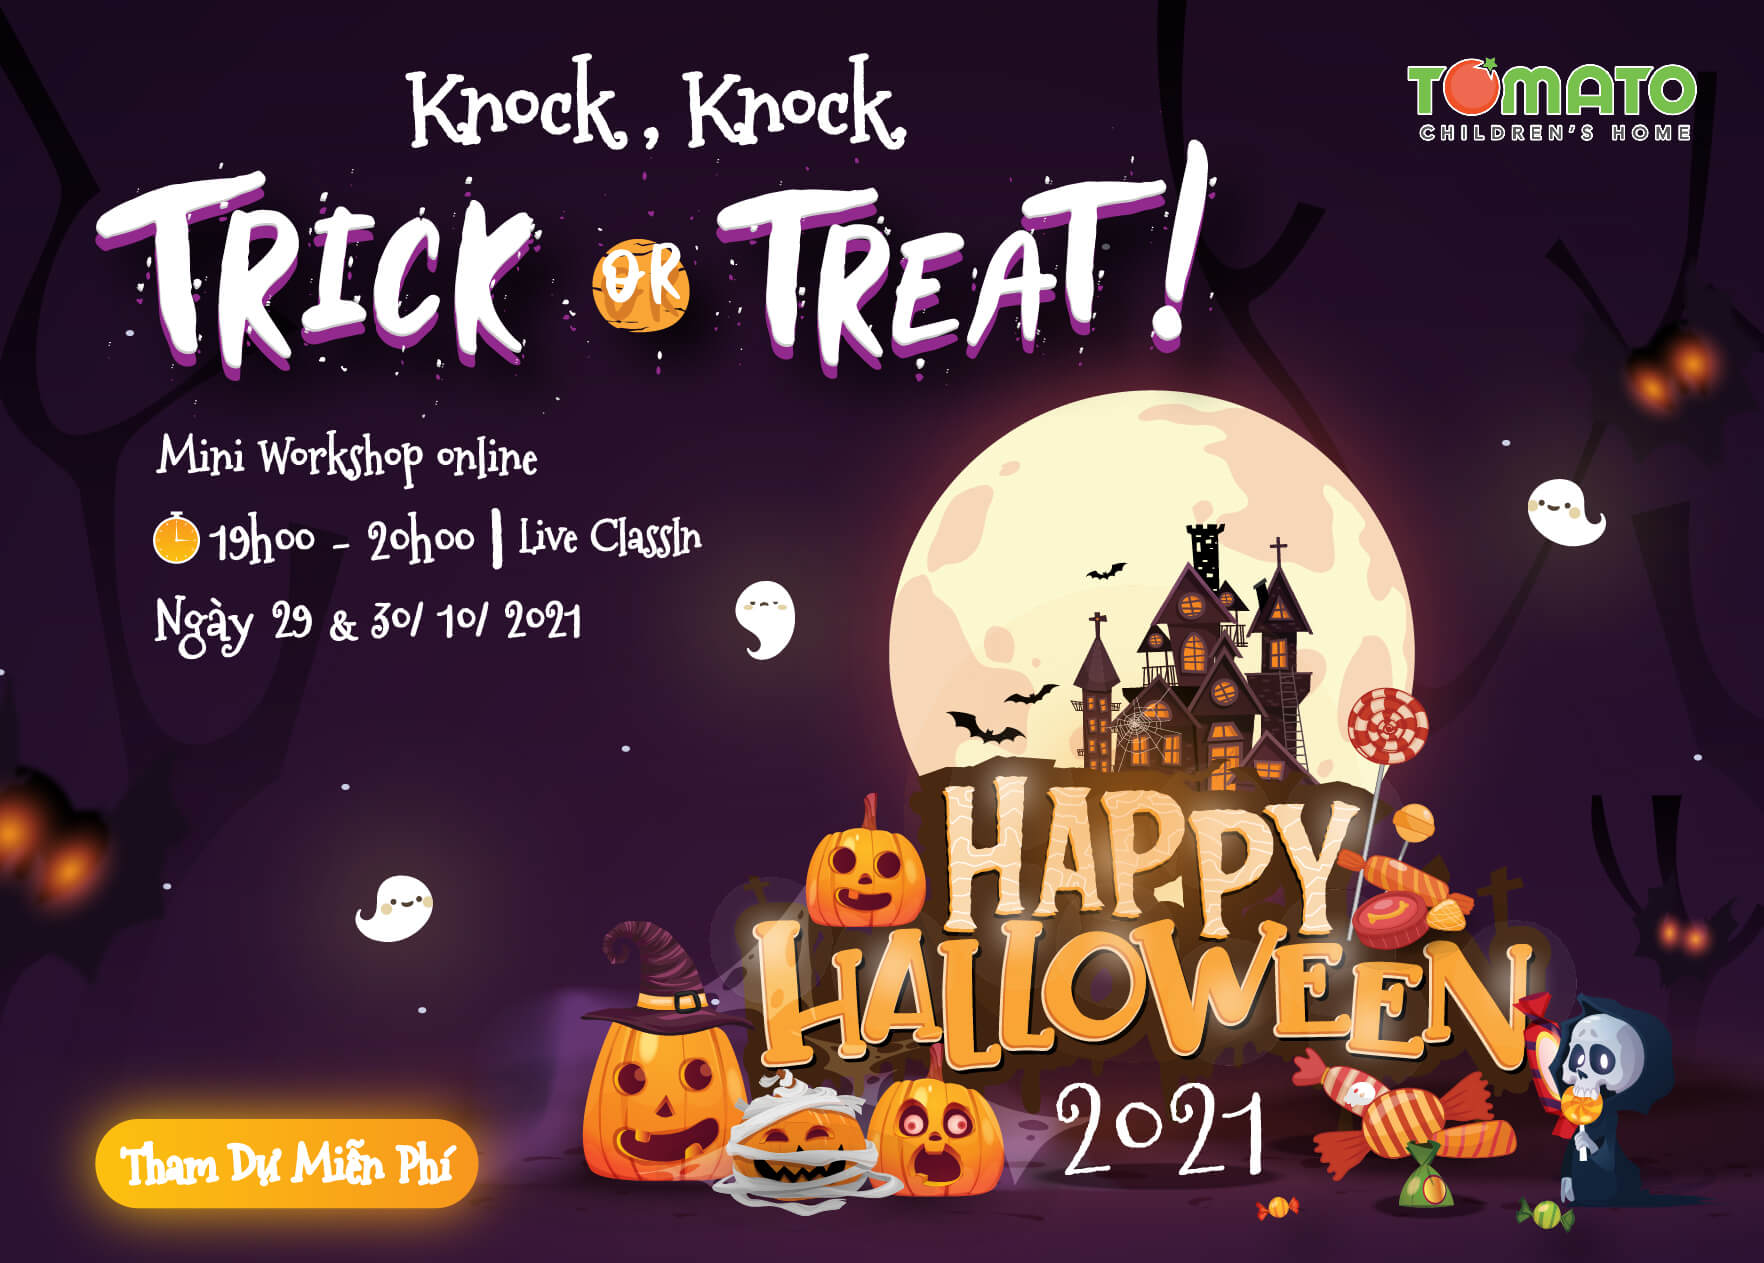 Knock, Knock
TOMATO
CHILDREN'S HOME
TRICK OR TREAT!
Mini Workshop online
19h00 - 20h00 | Live ClassIn
Ngày 29 & 30/ 10/ 2021
HAPPY
HALLOWEEN
2021
Tham Dự Miễn Phí